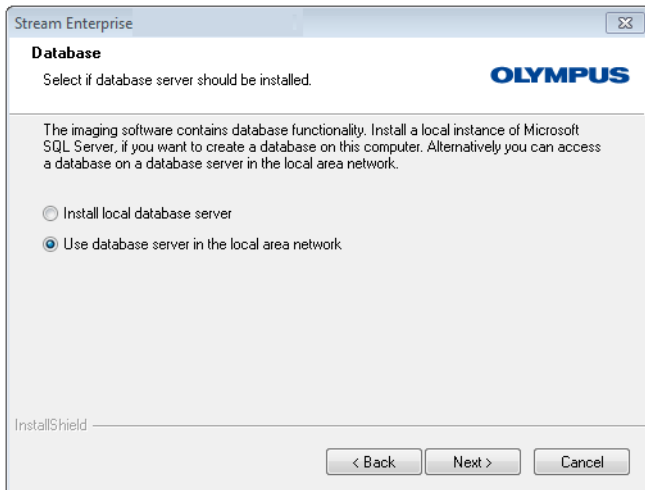 Stream Enterprise
Database
Select if database server should be installed.
OLYMPUS
The imaging software contains database functionality. Install a local instance of Microsoft
SQL Server, if you want to create a database on this computer. Alternatively you can access
a database on a database server in the local area network.
Install local database server
Use database server in the local area network
InstallShield
< Back
Next >
Cancel